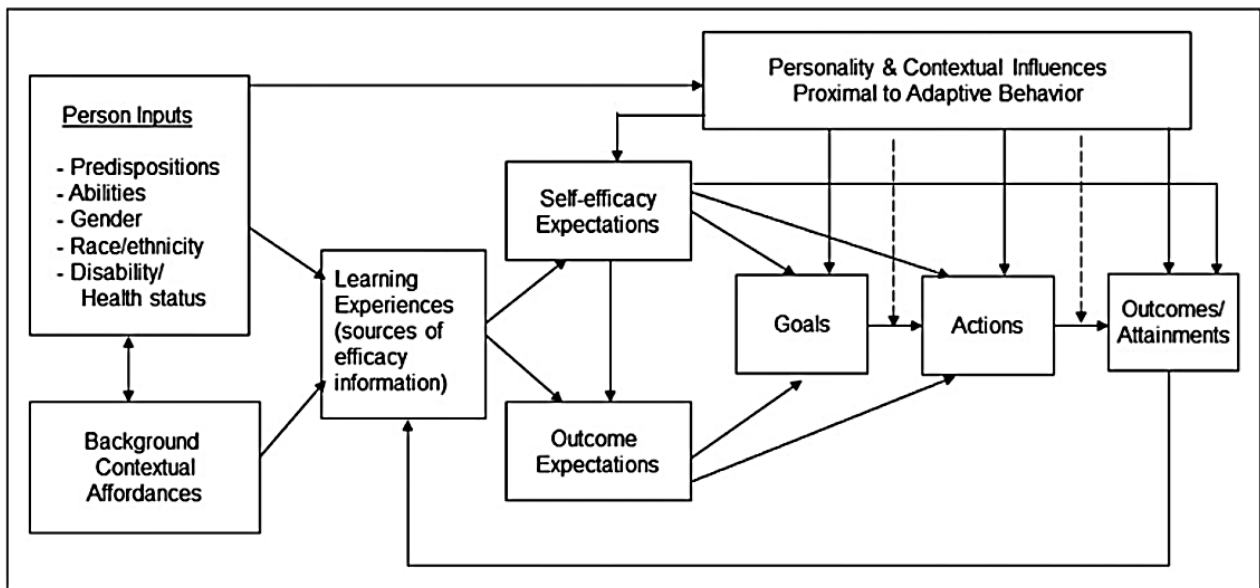 Personality & Contextual Influences
Proximal to Adaptive Behavior
Person Inputs
- Predispositions
- Abilities
- Gender
- Race/ethnicity
- Disability/
Health status
Self-efficacy
Expectations
Learning
Experiences
(sources of
efficacy
information)
Goals
Actions
Outcomes/
Attainments
Background
Contextual
Affordances
Outcome
Expectations